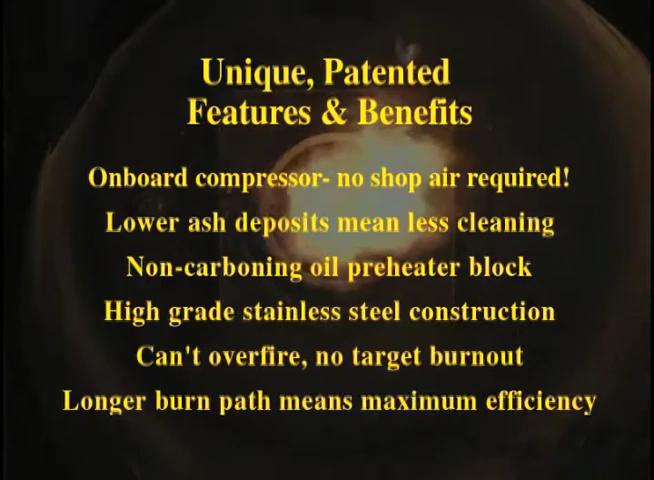 Unique, Patented
Features & Benefits
Onboard compressor- no shop air required!
Lower ash deposits mean less cleaning
Non-carboning oil preheater block
High grade stainless steel construction
Can't overfire, no target burnout
Longer burn path means maximum efficiency